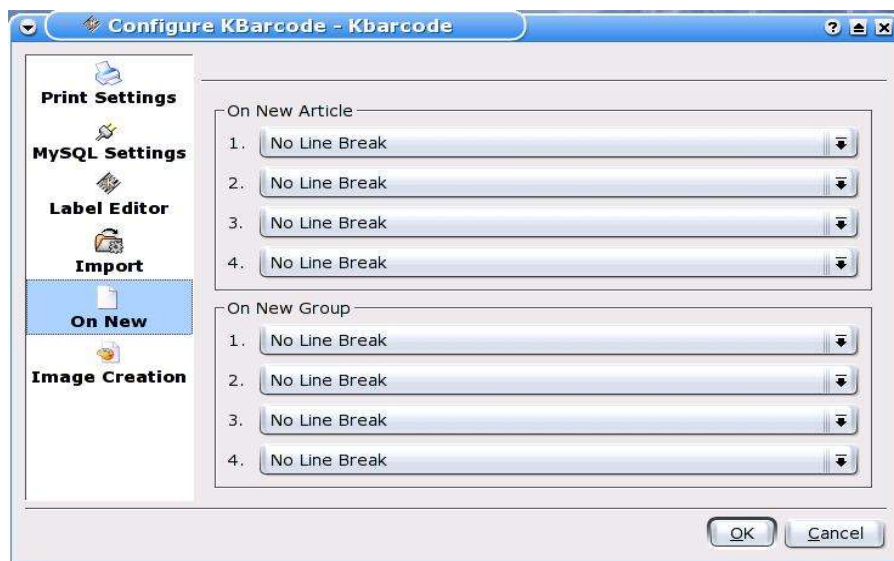 Configure KBarcode - Kbarcode
Print Settings
MySQL Settings
Label Editor
Import
On New
Image Creation
On New Article
1. No Line Break
2. No Line Break
3. No Line Break
4. No Line Break
On New Group
1. No Line Break
2. No Line Break
3. No Line Break
4. No Line Break
OK Cancel